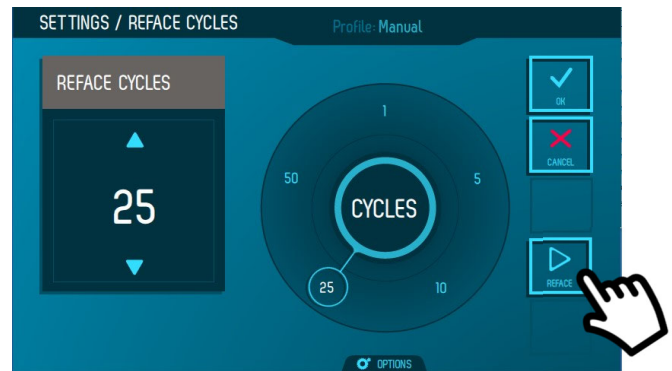 SETTINGS / REFACE CYCLES
Profile: Manual
REFACE CYCLES
25
1
5
10
25
50
CYCLES
OK
CANCEL
REFACE
OPTIONS